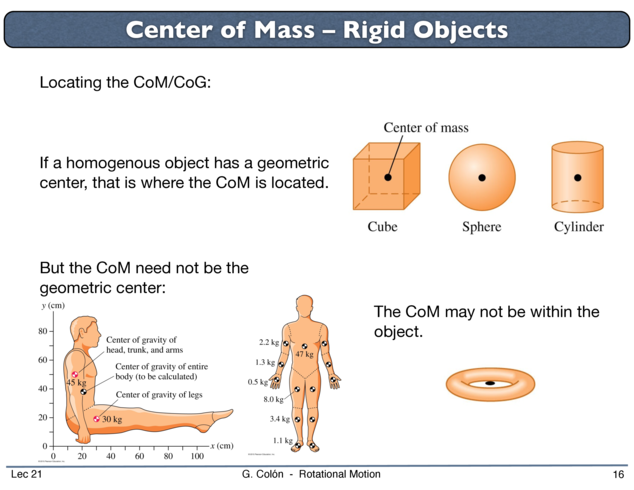 Center of Mass – Rigid Objects
Locating the CoM/CoG:
Center of mass
If a homogenous object has a geometric
center, that is where the CoM is located.
Cube
Sphere
Cylinder
But the CoM need not be the
geometric center:
The CoM may not be within the
object.
y (cm)
80
60
40
20
0
0 20 40 60 80 100
x (cm)
Center of gravity of
head, trunk, and arms
Center of gravity of entire
body (to be calculated)
Center of gravity of legs
45 kg
30 kg
2.2 kg
47 kg
1.3 kg
0.5 kg
8.0 kg
3.4 kg
1.1 kg
Lec 21
G. Colón - Rotational Motion
16